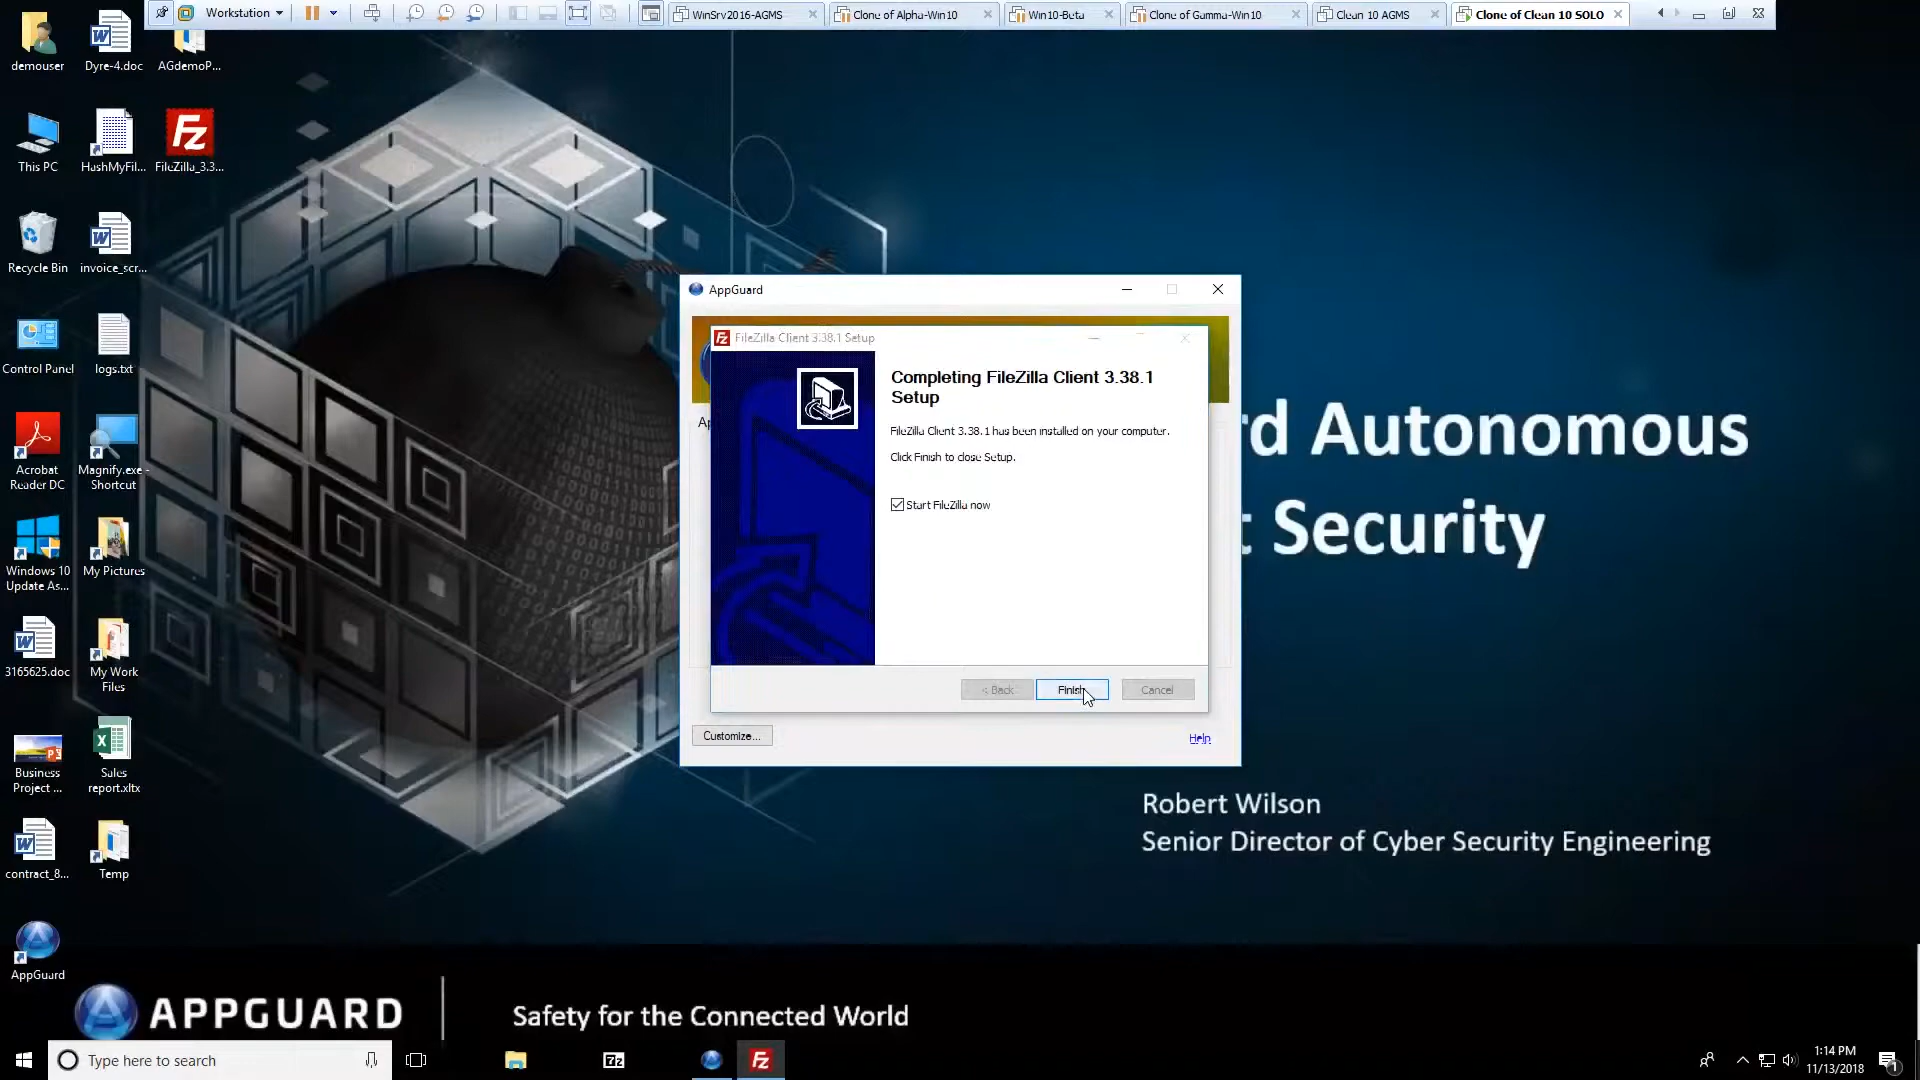 Workstation
WinSrv2016-AGMS
Clone of Alpha-Win10
Win10-Beta
Clone of Gamma-Win10
Clean 10 AGMS
Clone of Clean 10 SOLO
demouser
Dyre-4.doc
AGdemoP...
This PC
HashMyFil...
FileZilla_3.3...
Recycle Bin
invoice_scr...
Control Panel
logs.txt
Acrobat
Reader DC
Magnify.exe -
Shortcut
Windows 10
Update As...
My Pictures
3165625.doc
My Work
Files
Business
Project ...
Sales
report.xltx
contract_8...
Temp
AppGuard
AppGuard
FileZilla Client 3.38.1 Setup
Completing FileZilla Client 3.38.1
Setup
FileZilla Client 3.38.1 has been installed on your computer.
Click Finish to close Setup.
Start FileZilla now
< Back
Finish
Cancel
Customize...
Help
Autonomous
Security
Robert Wilson
Senior Director of Cyber Security Engineering
APPGUARD
Safety for the Connected World
Type here to search
1:14 PM
11/13/2018